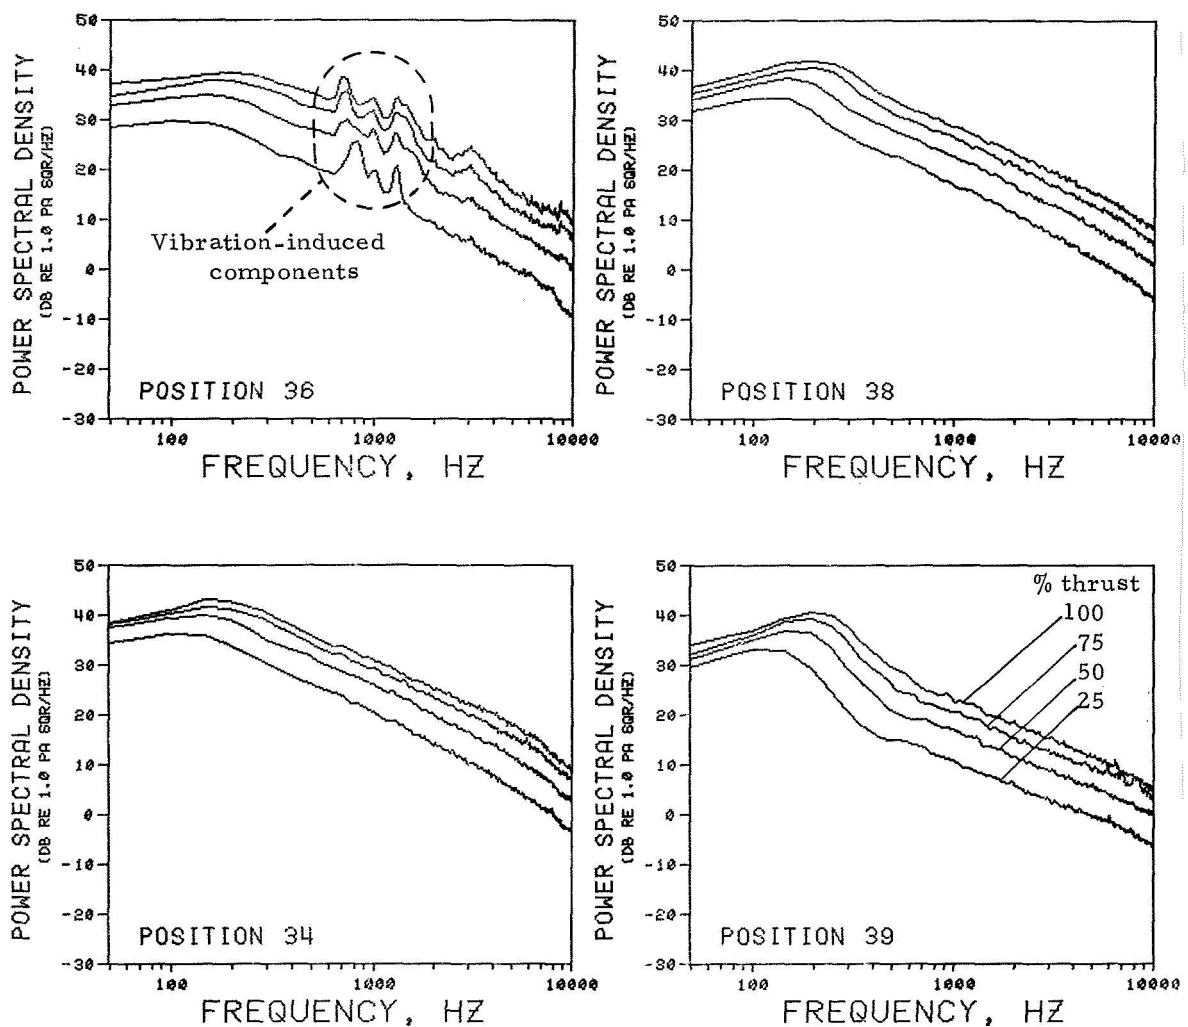 POWER SPECTRAL DENSITY
(DB RE 1.0 PA SQR/HZ)
50
40
30
20
10
0
-10
-20
-30
Vibration-induced
components
POSITION 36
100
1000
10000
FREQUENCY, HZ
POWER SPECTRAL DENSITY
(DB RE 1.0 PA SQR/HZ)
50
40
30
20
10
0
-10
-20
-30
POSITION 38
100
1000
10000
FREQUENCY, HZ
POWER SPECTRAL DENSITY
(DB RE 1.0 PA SQR/HZ)
50
40
30
20
10
0
-10
-20
-30
POSITION 34
100
1000
10000
FREQUENCY, HZ
POWER SPECTRAL DENSITY
(DB RE 1.0 PA SQR/HZ)
50
40
30
20
10
0
-10
-20
-30
% thrust
100
75
50
25
POSITION 39
100
1000
10000
FREQUENCY, HZ